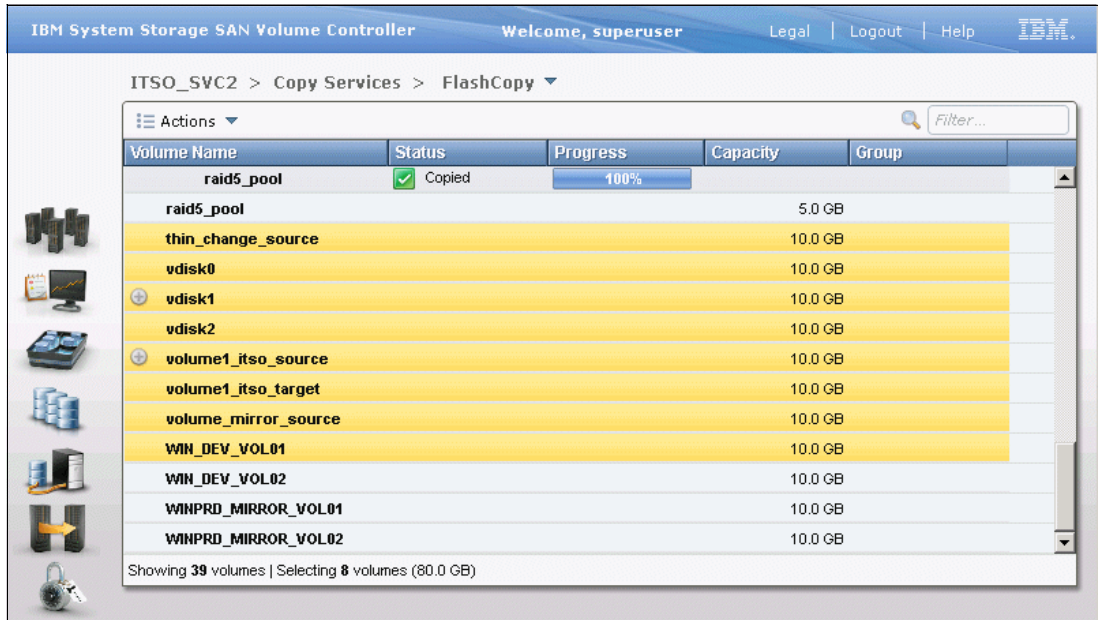 IBM System Storage SAN Volume Controller Welcome, superuser Legal | Logout | Help IBM.
ITSO_SVC2 > Copy Services > FlashCopy
Actions Filter...
Volume Name Status Progress Capacity Group
raid5_pool Copied 100%
raid5_pool 5.0 GB
thin_change_source 10.0 GB
vdisk0 10.0 GB
vdisk1 10.0 GB
vdisk2 10.0 GB
volume1_itso_source 10.0 GB
volume1_itso_target 10.0 GB
volume_mirror_source 10.0 GB
WIN_DEV_VOL01 10.0 GB
WIN_DEV_VOL02 10.0 GB
WINPRD_MIRROR_VOL01 10.0 GB
WINPRD_MIRROR_VOL02 10.0 GB
Showing 39 volumes | Selecting 8 volumes (80.0 GB)